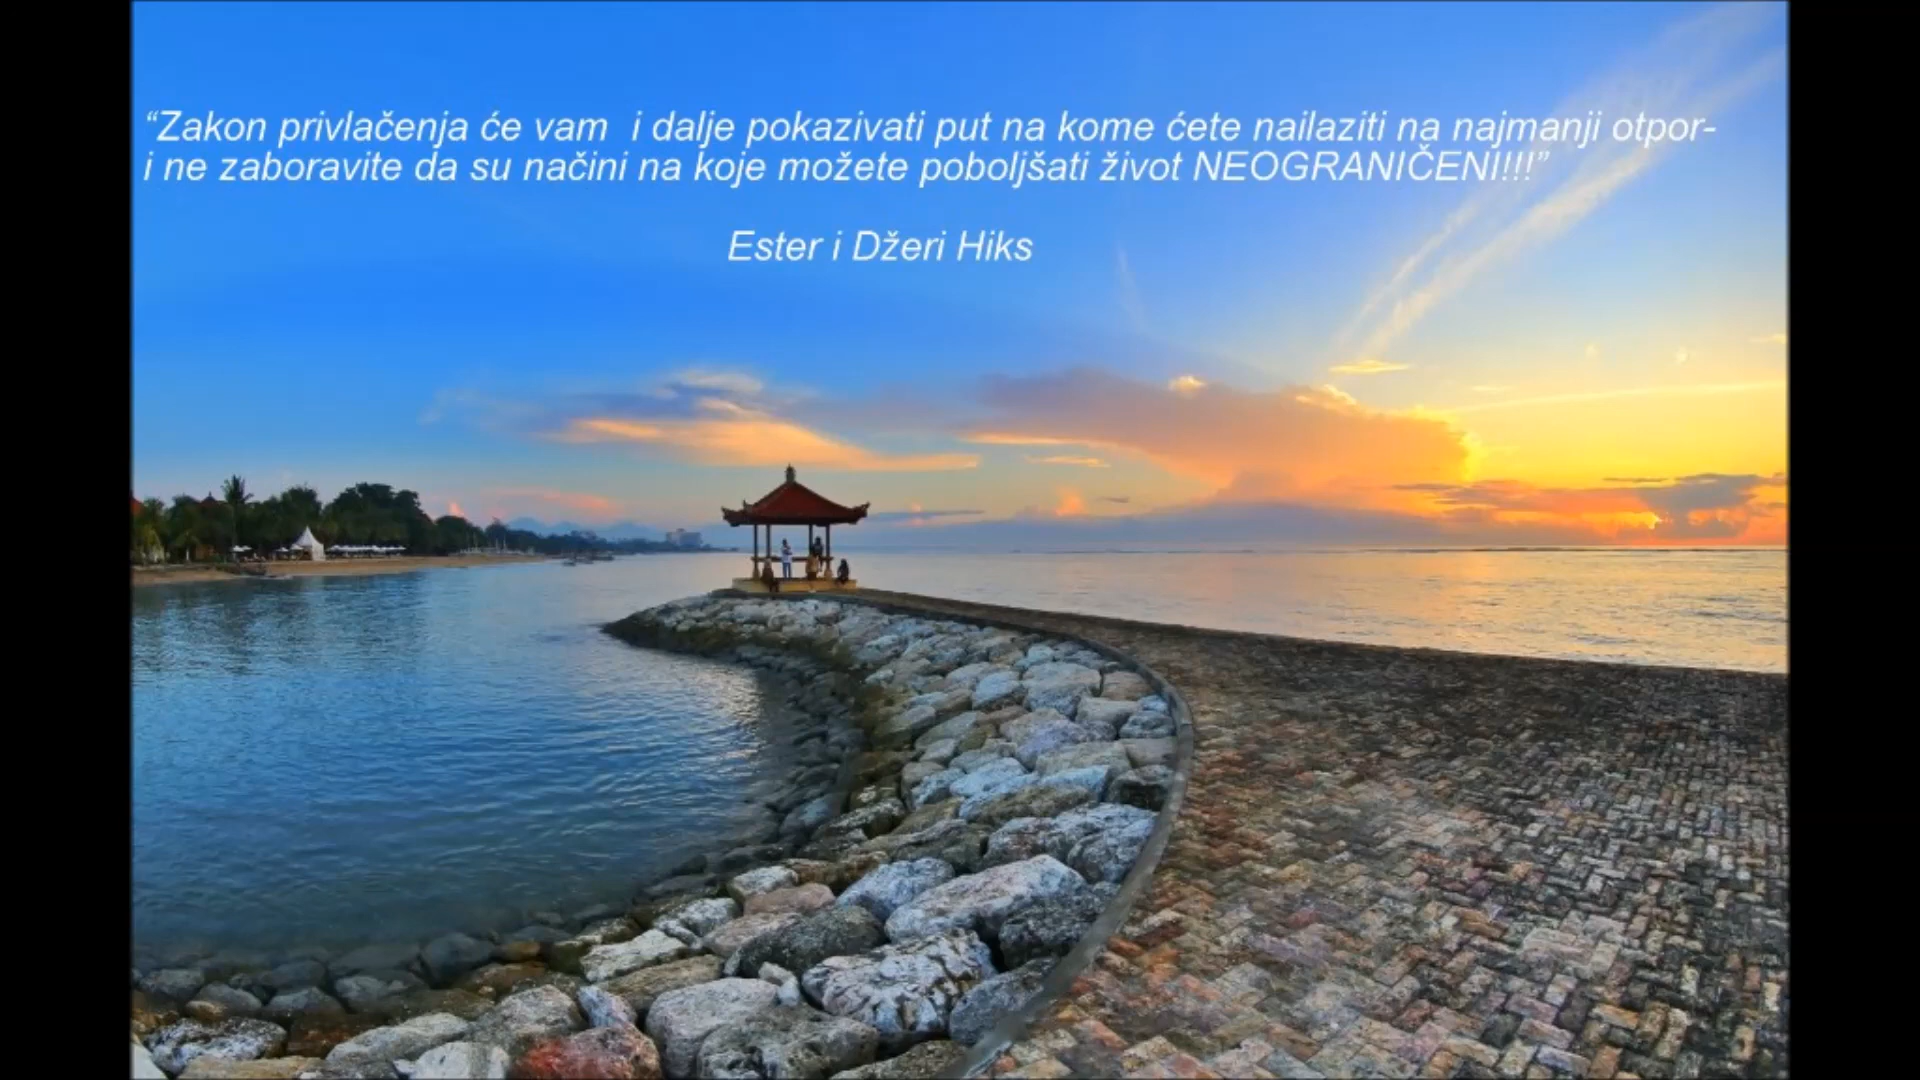 “Zakon privlačenja će vam i dalje pokazivati put na kome ćete nailaziti na najmanji otpor-
i ne zaboravite da su načini na koje možete poboljšati život NEOGRANIČENI!!!”
Ester i Džeri Hiks